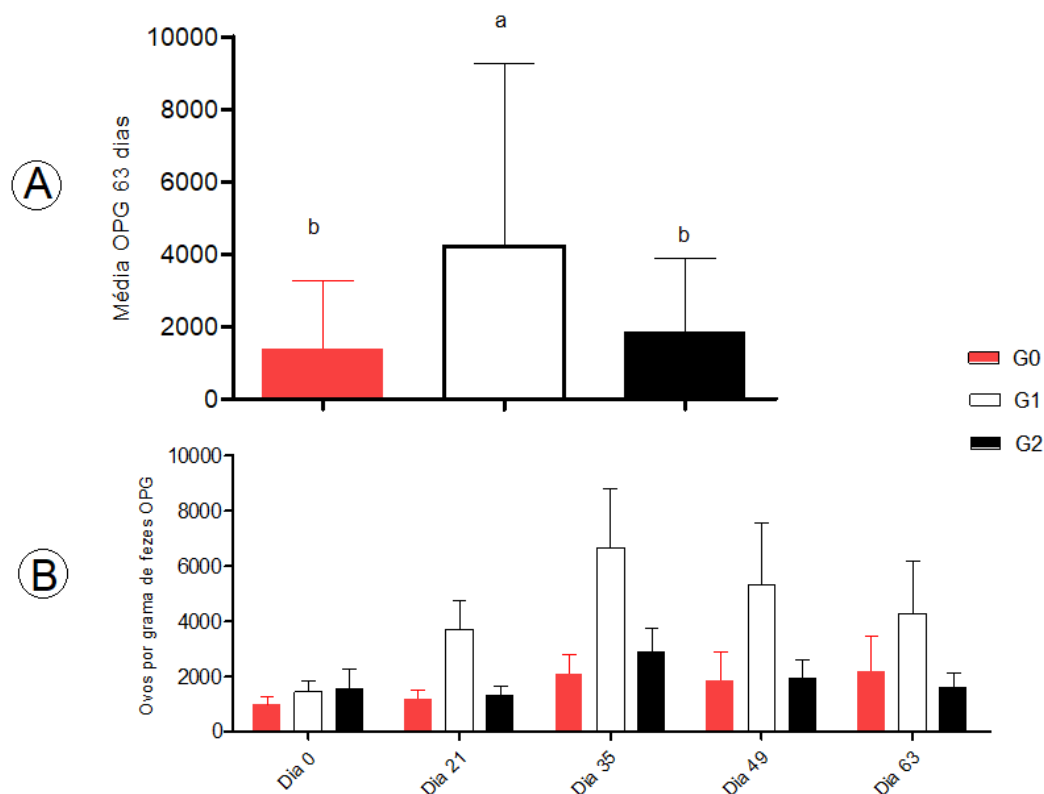 a
10000
8000
6000
4000
2000
0
Média OPG 63 dias
A
b
b
G0
G1
G2
10000
8000
6000
4000
2000
0
Ovos por grama de fezes OPG
B
Dia 0
Dia 21
Dia 35
Dia 49
Dia 63